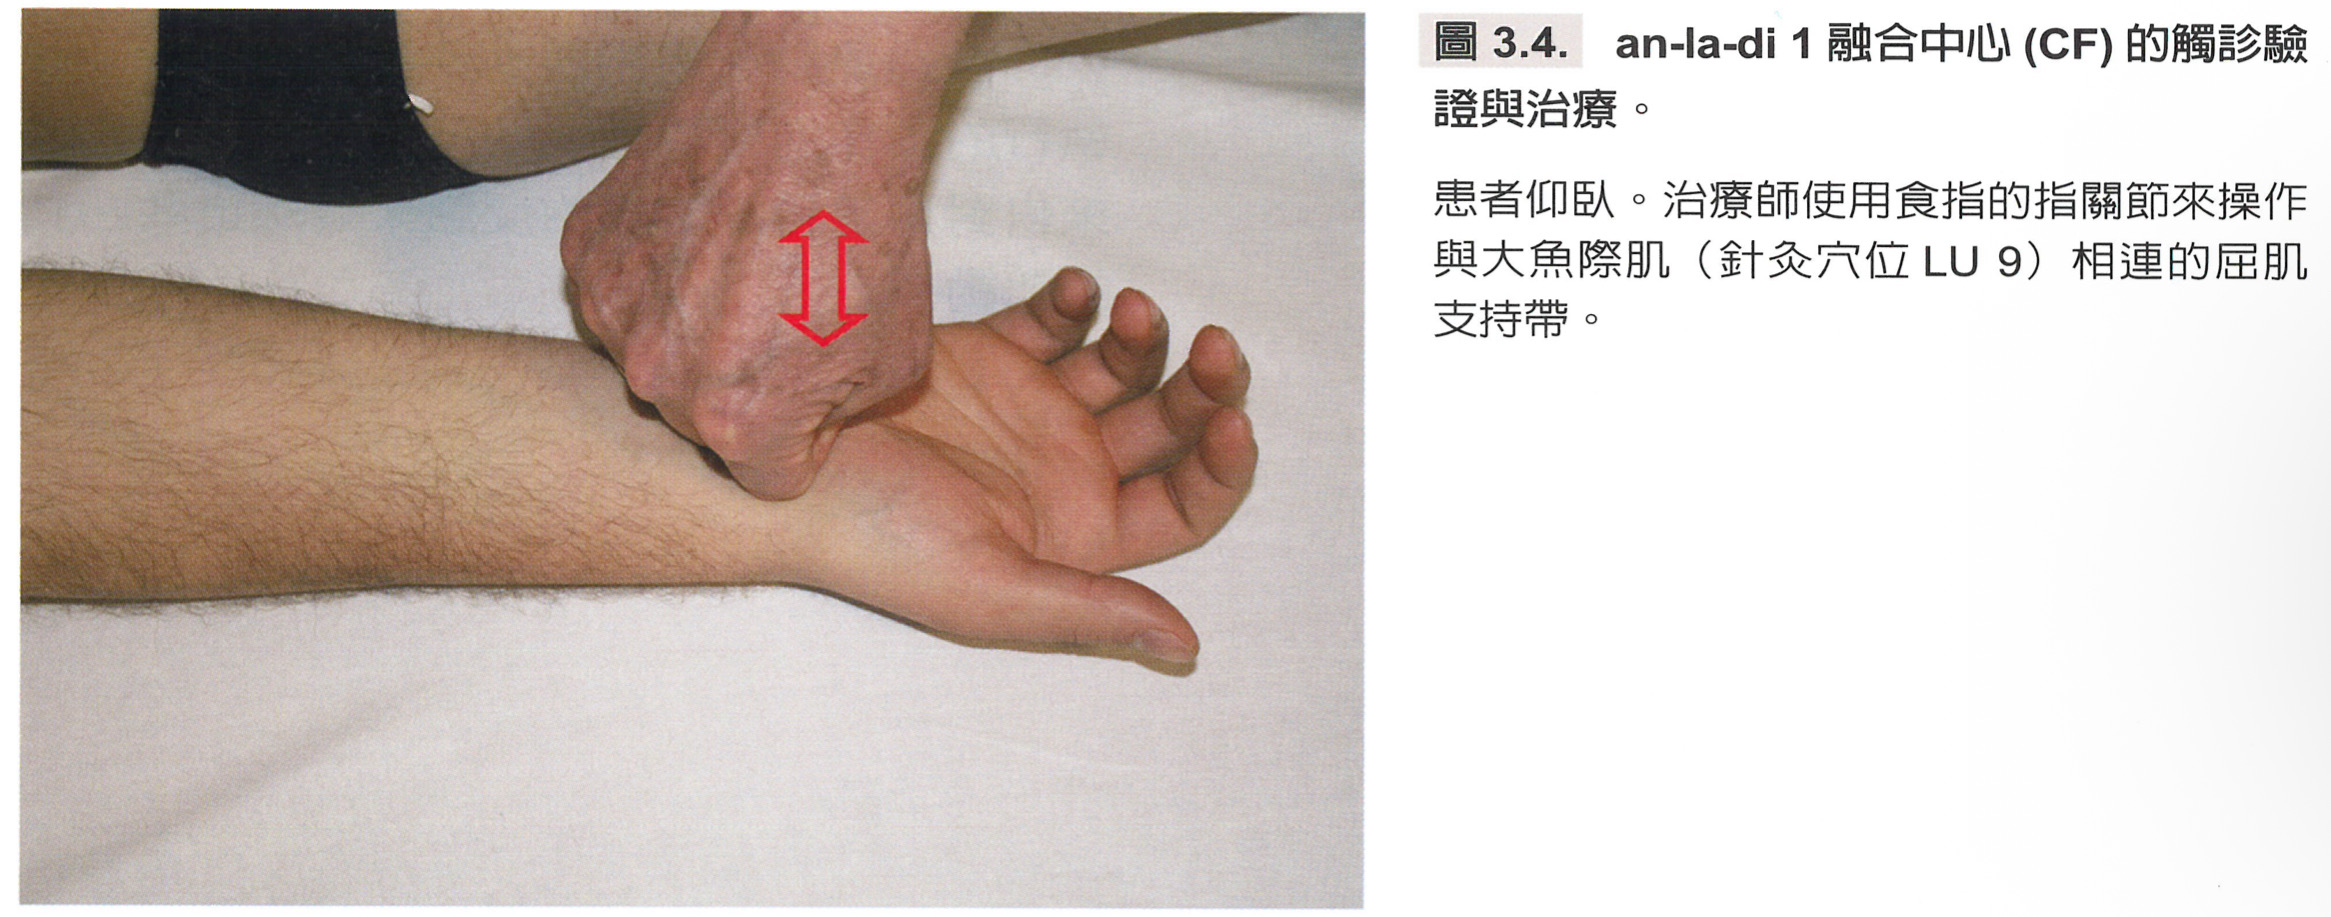 圖 3.4. an-la-di 1 融合中心 (CF) 的觸診驗
證與治療。
患者仰臥。治療師使用食指的指關節來操作
與大魚際肌（針灸穴位 LU 9）相連的屈肌
支持帶。